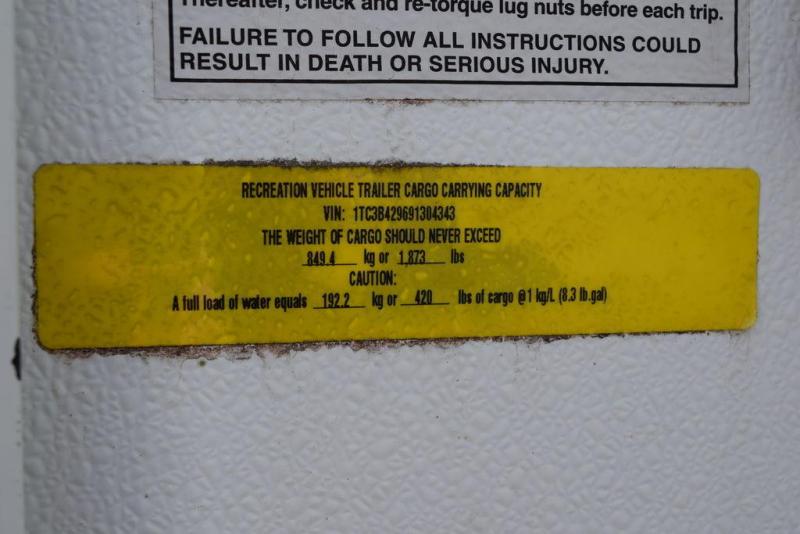 Thereafter, check and re-torque lug nuts before each trip.
FAILURE TO FOLLOW ALL INSTRUCTIONS COULD
RESULT IN DEATH OR SERIOUS INJURY.
RECREATION VEHICLE TRAILER CARGO CARRYING CAPACITY
VIN: 1TC3B429691304343
THE WEIGHT OF CARGO SHOULD NEVER EXCEED
849.4 kg or 1,873 lbs
CAUTION:
A full load of water equals 192.2 kg or 420 lbs of cargo @1 kg/L (8.3 lb.gal)